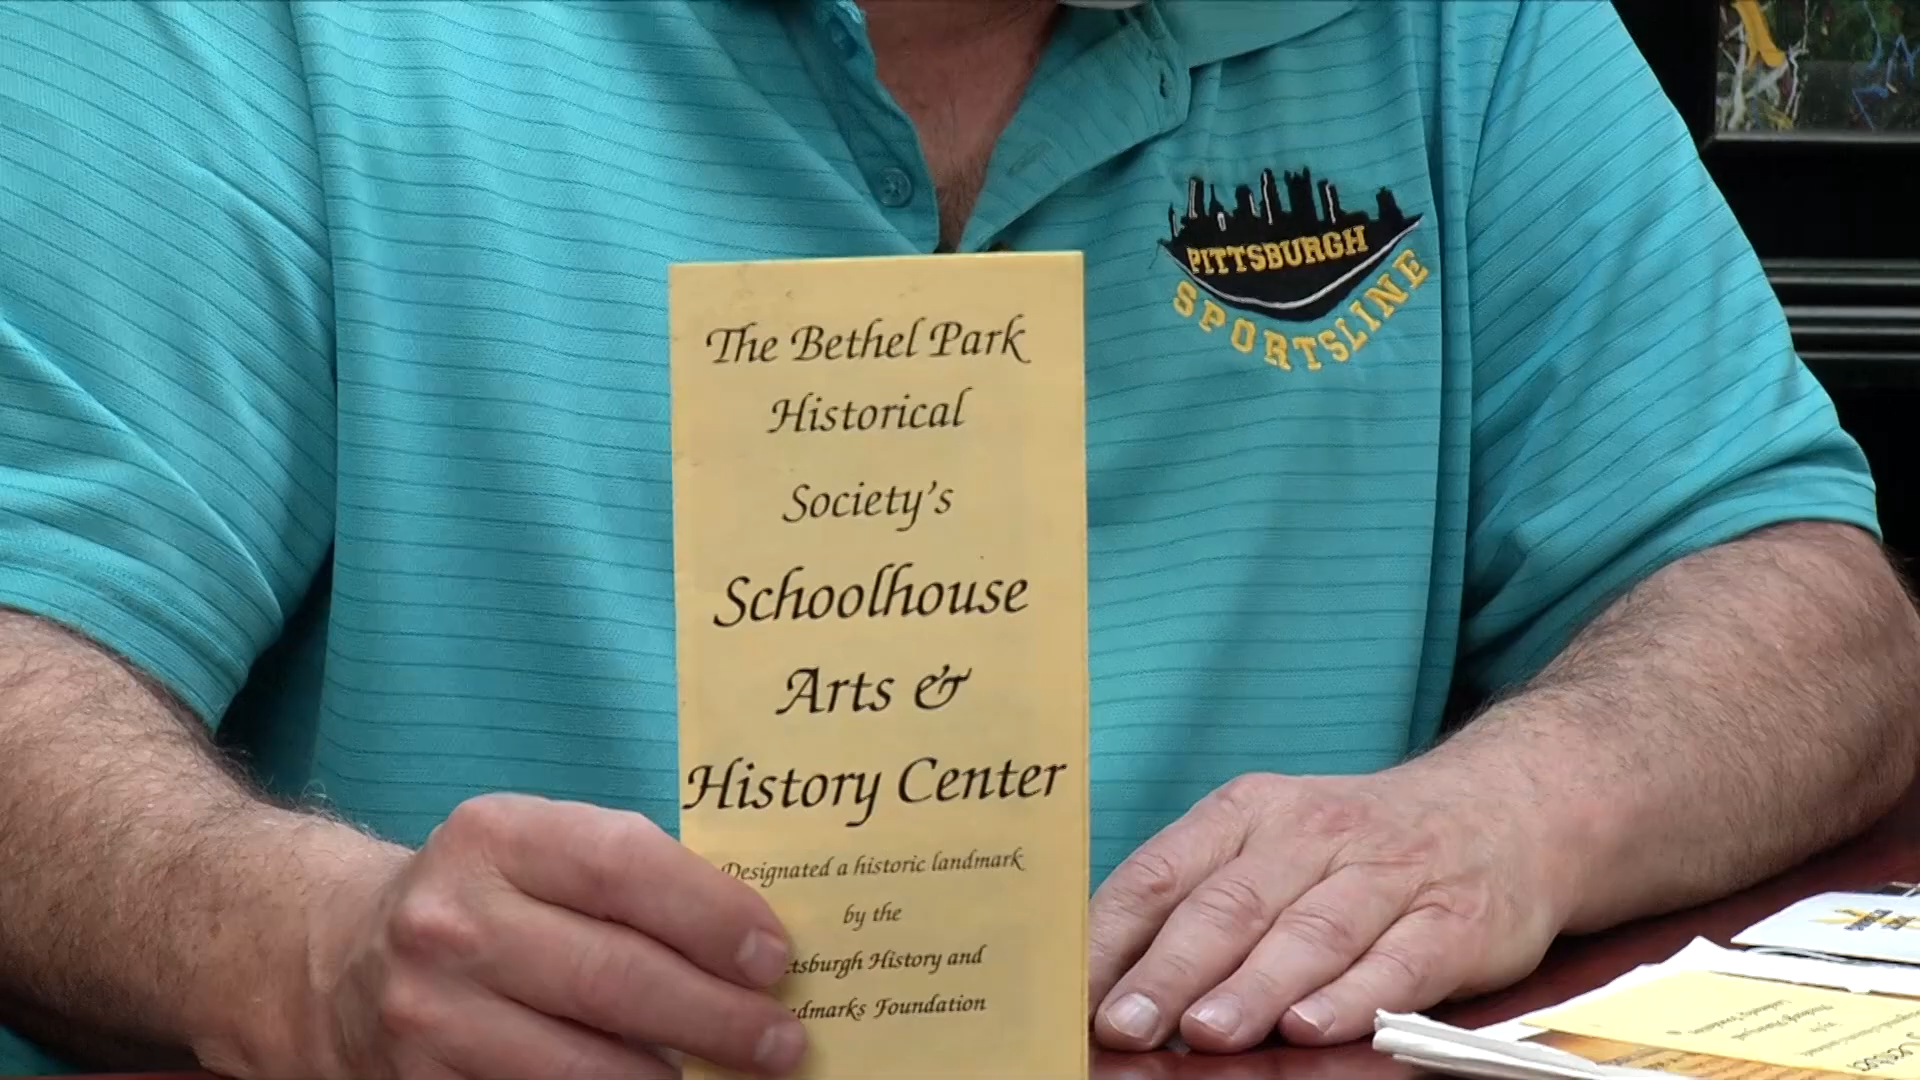 PITTSBURGH
SPORTSLINE
The Bethel Park
Historical
Society's
Schoolhouse
Arts &
History Center
Designated a historic landmark
by the
tsburgh History and
dmarks Foundation